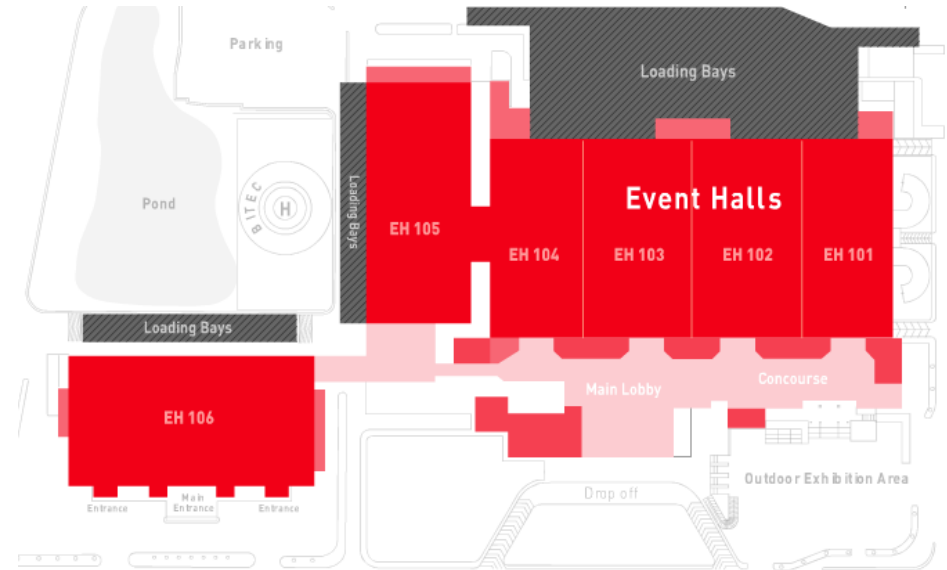 Parking
Loading Bays
Pond
BITEC
H
Loading Bays
EH 105
Event Halls
EH 104
EH 103
EH 102
EH 101
Loading Bays
EH 106
Main Lobby
Concourse
Main
Entrance
Entrance
Entrance
Drop off
Outdoor Exhibition Area